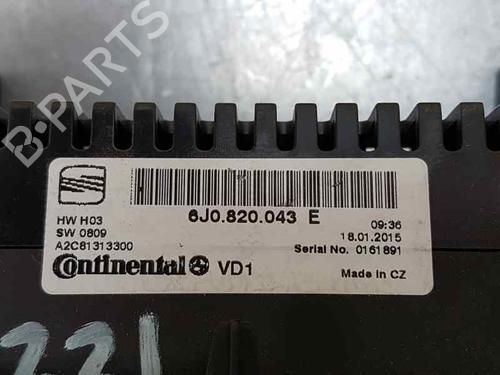 B-PARTS
6J0.820.043 E
HW H03
SW 0809
A2C81313300
09:36
18.01.2015
Serial No. 0161891
Continental VD1
Made in CZ
221